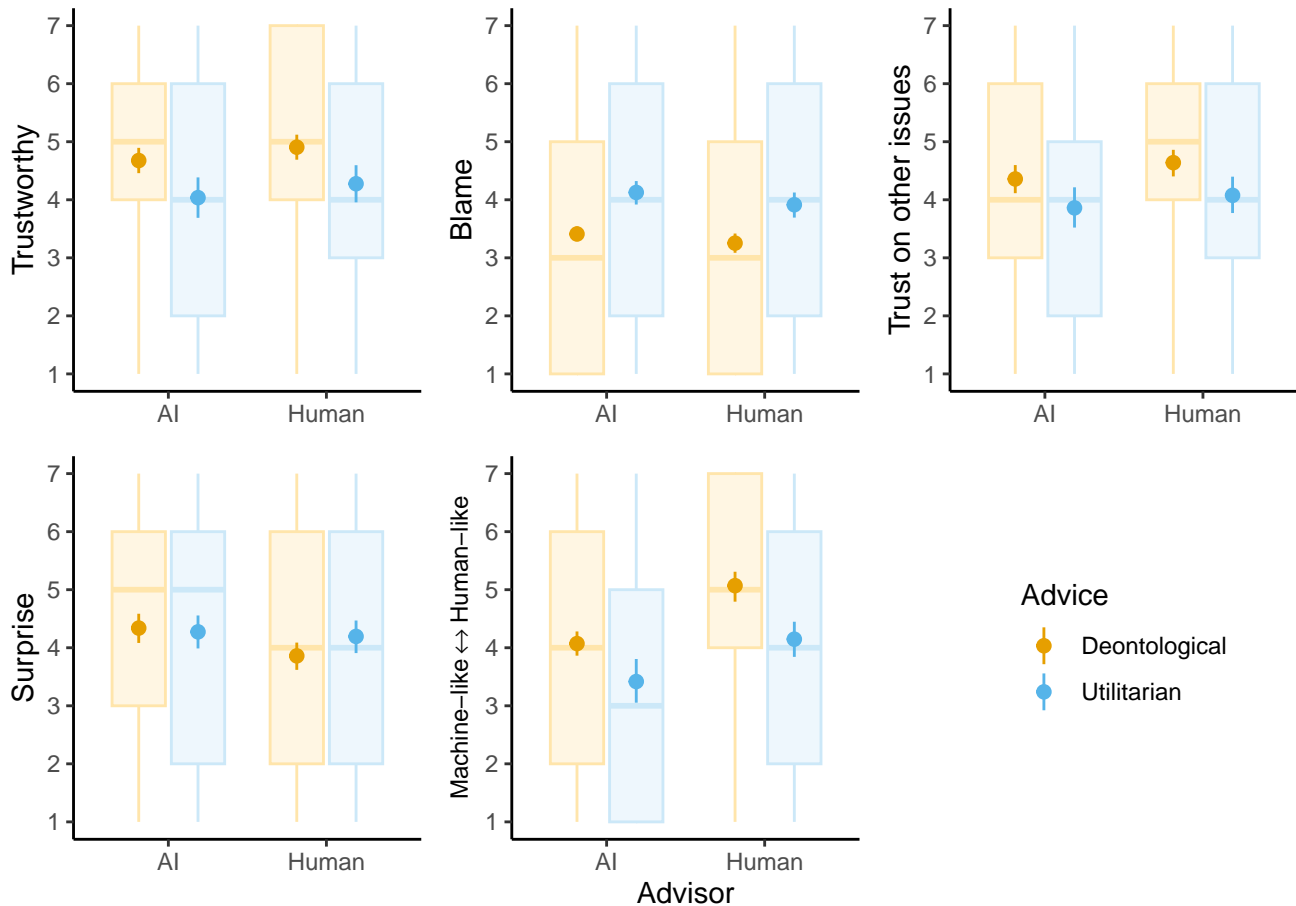 Trustworthy
7
6
5
4
3
2
1
AI
Human
Blame
7
6
5
4
3
2
1
AI
Human
Trust on other issues
7
6
5
4
3
2
1
AI
Human
Surprise
7
6
5
4
3
2
1
AI
Human
Machine−like ↔ Human−like
7
6
5
4
3
2
1
AI
Human
Advisor
Advice
Deontological
Utilitarian